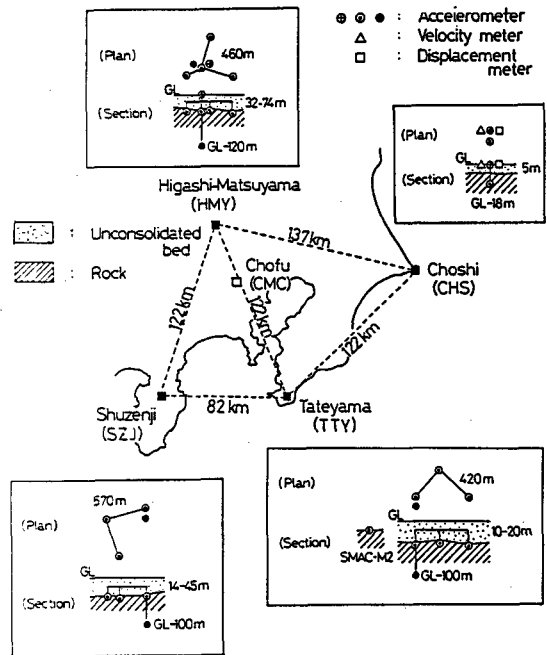 : Accelerometer
: Velocity meter
: Displacement
meter
(Plan)
460m
GL
(Section)
32-74m
GL-120m
Higashi-Matsuyama
(HMY)
(Plan)
GL
5m
(Section)
GL-18m
: Unconsolidated
bed
: Rock
137km
Chofu
(CMC)
Choshi
(CHS)
122km
122km
122km
Shuzenji
(SZJ)
82 km
Tateyama
(TTY)
(Plan)
570m
GL
14-45m
(Section)
GL-100m
(Plan)
420m
GL
(Section)
10-20m
SMAC-M2
GL-100m